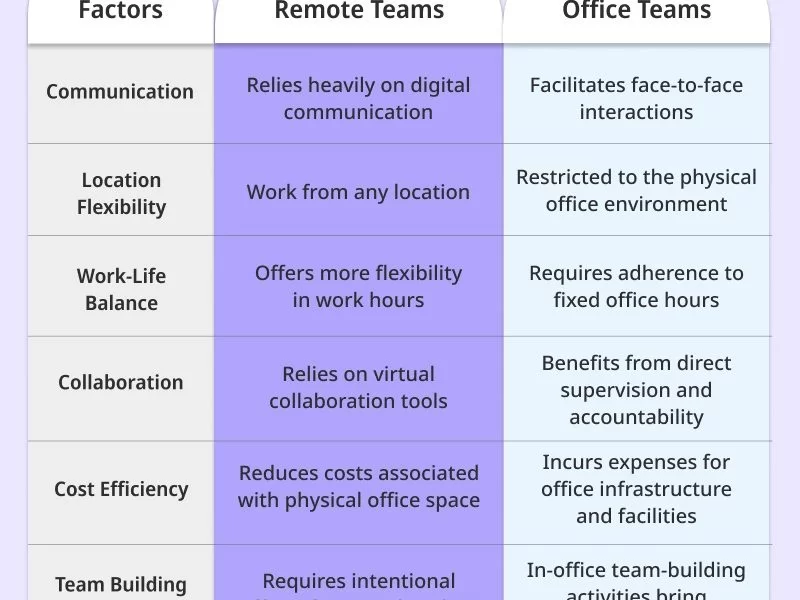 Factors
Remote Teams
Office Teams
Communication
Relies heavily on digital
communication
Facilitates face-to-face
interactions
Location
Flexibility
Work from any location
Restricted to the physical
office environment
Work-Life
Balance
Offers more flexibility
in work hours
Requires adherence to
fixed office hours
Collaboration
Relies on virtual
collaboration tools
Benefits from direct
supervision and
accountability
Cost Efficiency
Reduces costs associated
with physical office space
Incurs expenses for
office infrastructure
and facilities
Team Building
Requires intentional
In-office team-building
activities bring